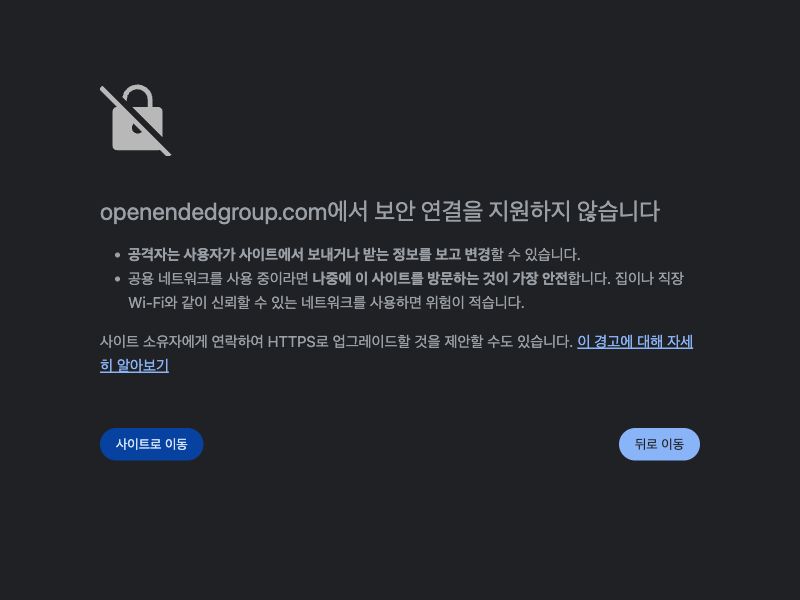 openendedgroup.com에서 보안 연결을 지원하지 않습니다
• 공격자는 사용자가 사이트에서 보내거나 받는 정보를 보고 변경할 수 있습니다.
• 공용 네트워크를 사용 중이라면 나중에 이 사이트를 방문하는 것이 가장 안전합니다. 집이나 직장
Wi-Fi와 같이 신뢰할 수 있는 네트워크를 사용하면 위험이 적습니다.
사이트 소유자에게 연락하여 HTTPS로 업그레이드할 것을 제안할 수도 있습니다. 이 경고에 대해 자세
히 알아보기
사이트로 이동
뒤로 이동